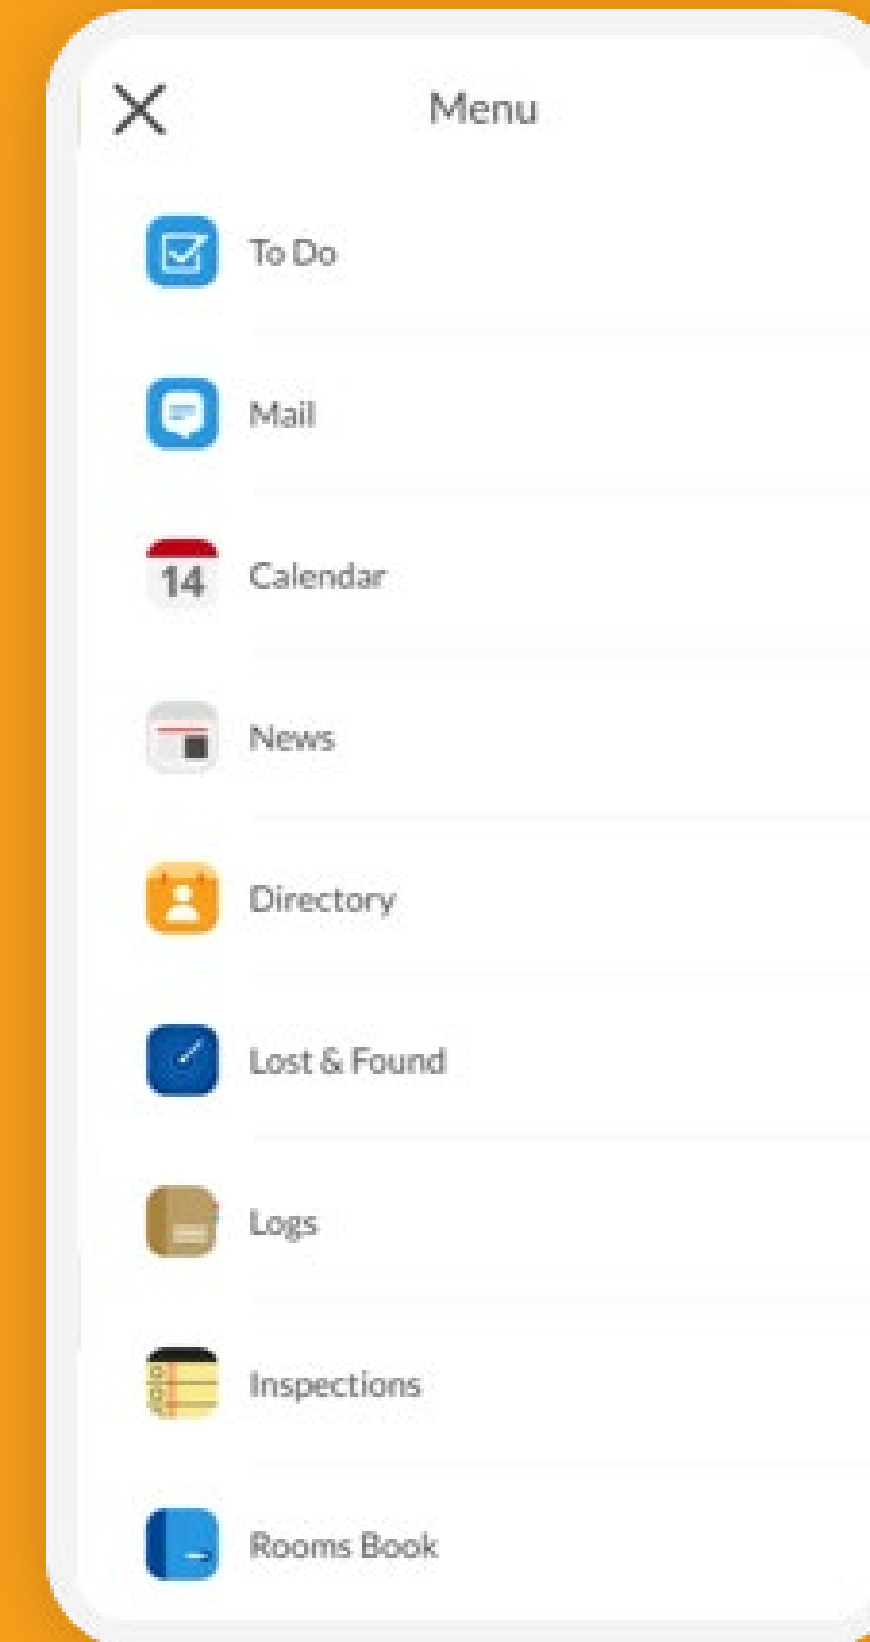 Menu
To Do
Mail
14
Calendar
News
Directory
Lost & Found
Logs
Inspections
Rooms Book